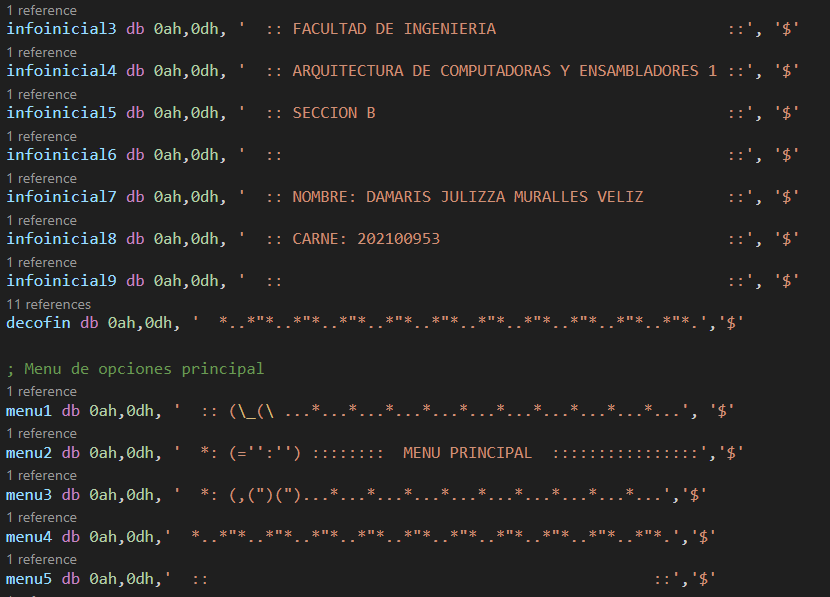 1 reference
infoinicial3 db 0ah,0dh, '  :: FACULTAD DE INGENIERIA                         ::', '$'
1 reference
infoinicial4 db 0ah,0dh, '  :: ARQUITECTURA DE COMPUTADORAS Y ENSAMBLADORES 1 ::', '$'
1 reference
infoinicial5 db 0ah,0dh, '  :: SECCION B                                      ::', '$'
1 reference
infoinicial6 db 0ah,0dh, '  ::                                                ::', '$'
1 reference
infoinicial7 db 0ah,0dh, '  :: NOMBRE: DAMARIS JULIZZA MURALLES VELIZ         ::', '$'
1 reference
infoinicial8 db 0ah,0dh, '  :: CARNE: 202100953                               ::', '$'
1 reference
infoinicial9 db 0ah,0dh, '  ::                                                ::', '$'
11 references
decofin db 0ah,0dh, '  *..*"*..*"*..*"*..*"*..*"*..*"*..*"*..*"*..*"*..*"*.','$'
; Menu de opciones principal
1 reference
menu1 db 0ah,0dh, '  :: (\_(\ ...*...*...*...*...*...*...*...*...*...*...', '$'
1 reference
menu2 db 0ah,0dh, '  *: (='':'') ::::::::  MENU PRINCIPAL  ::::::::::::::::','$'
1 reference
menu3 db 0ah,0dh, '  *: (,(")(")...*...*...*...*...*...*...*...*...*...','$'
1 reference
menu4 db 0ah,0dh,'  *..*"*..*"*..*"*..*"*..*"*..*"*..*"*..*"*..*"*..*"*.','$'
1 reference
menu5 db 0ah,0dh,'  ::                                                ::','$'